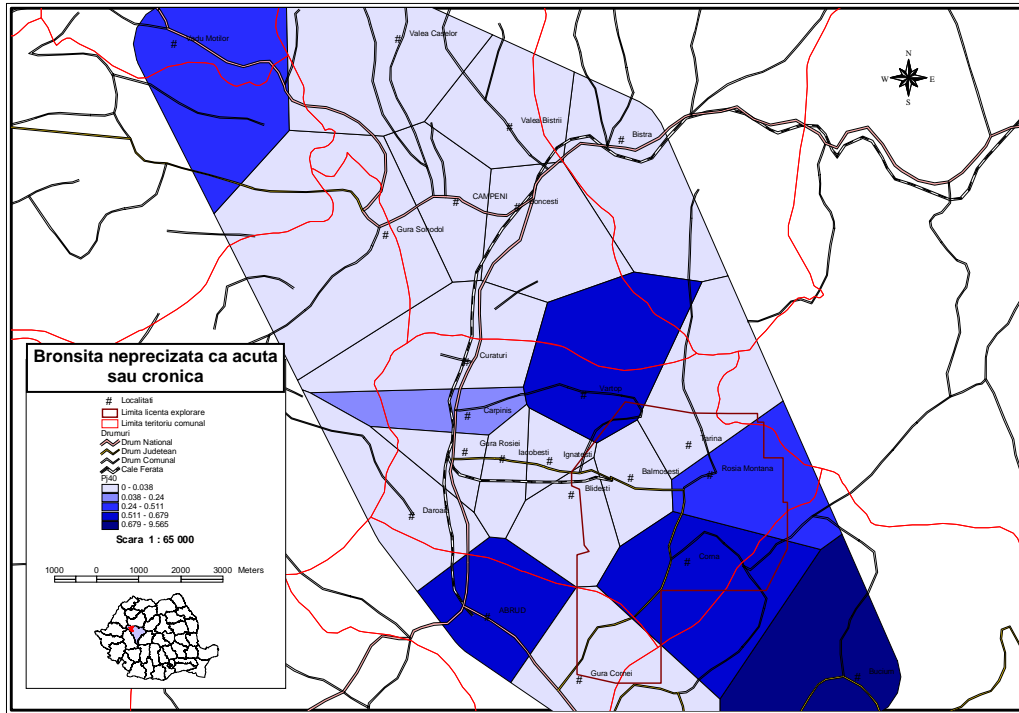 Vadu Motilor
Valea Caselor
N
W E
S
Valea Bistrii
Bistra
CAMPENI
Boncesti
Gura Sohodol
Bronsita neprecizata ca acuta
sau cronica
Curaturi
# Localitati
Limita licenta explorare
Limita teritoriu comunal
Drumuri
Drum National
Drum Judetean
Drum Comunal
Cale Ferata
Pj40
0 - 0.038
0.038 - 0.24
0.24 - 0.511
0.511 - 0.679
0.679 - 9.565
Scara 1 : 65 000
1000 0 1000 2000 3000 Meters
Carpinis
Gura Rosiei
Iacobesti
Ignatesti
Tarina
Balmosesti
Rosia Montana
Blidesti
Daroaia
Corna
ABRUD
Gura Cornei
Bucium